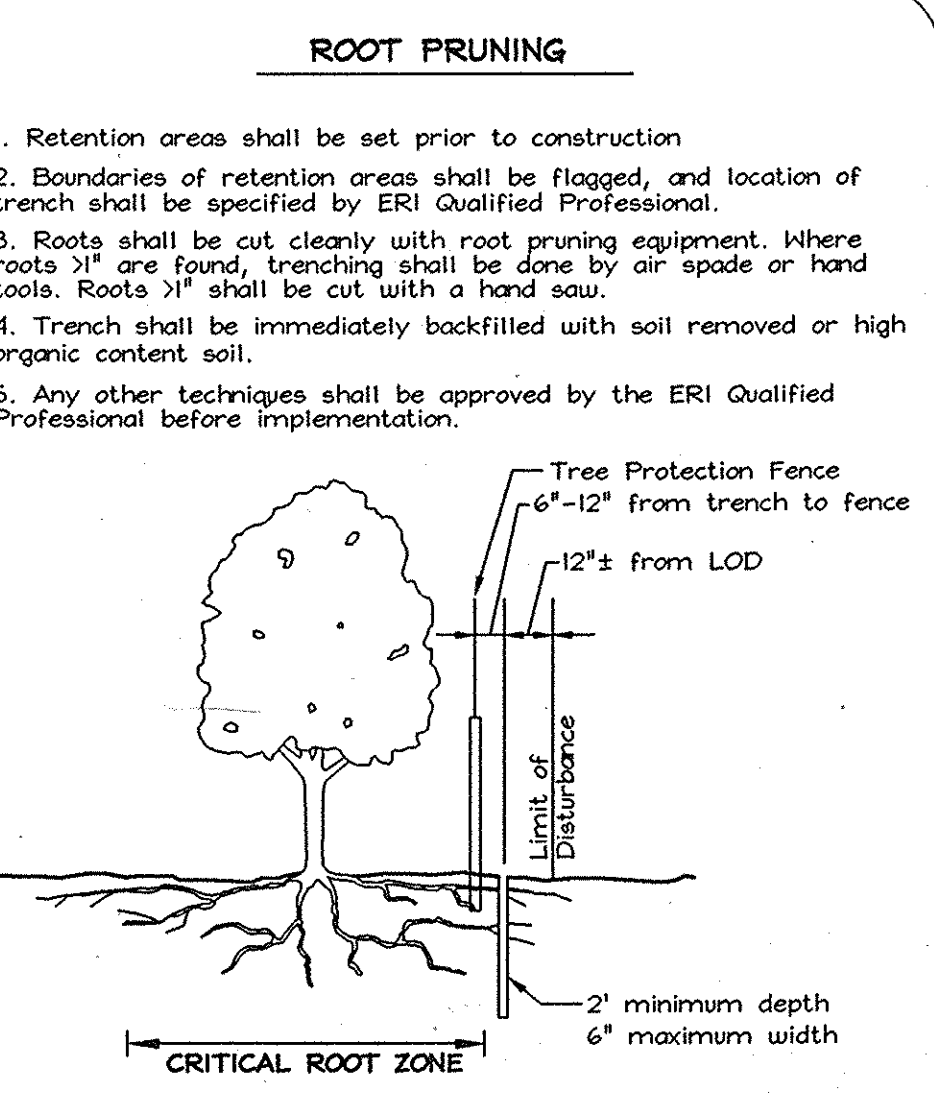 ROOT PRUNING
. Retention areas shall be set prior to construction
2. Boundaries of retention areas shall be flagged, and location of
trench shall be specified by ERI Qualified Professional.
3. Roots shall be cut cleanly with root pruning equipment. Where
roots >1" are found, trenching shall be done by air spade or hand
tools. Roots >1" shall be cut with a hand saw.
4. Trench shall be immediately backfilled with soil removed or high
organic content soil.
5. Any other techniques shall be approved by the ERI Qualified
Professional before implementation.
Tree Protection Fence
6"-12" from trench to fence
12"± from LOD
Limit of
Disturbance
2' minimum depth
6" maximum width
CRITICAL ROOT ZONE